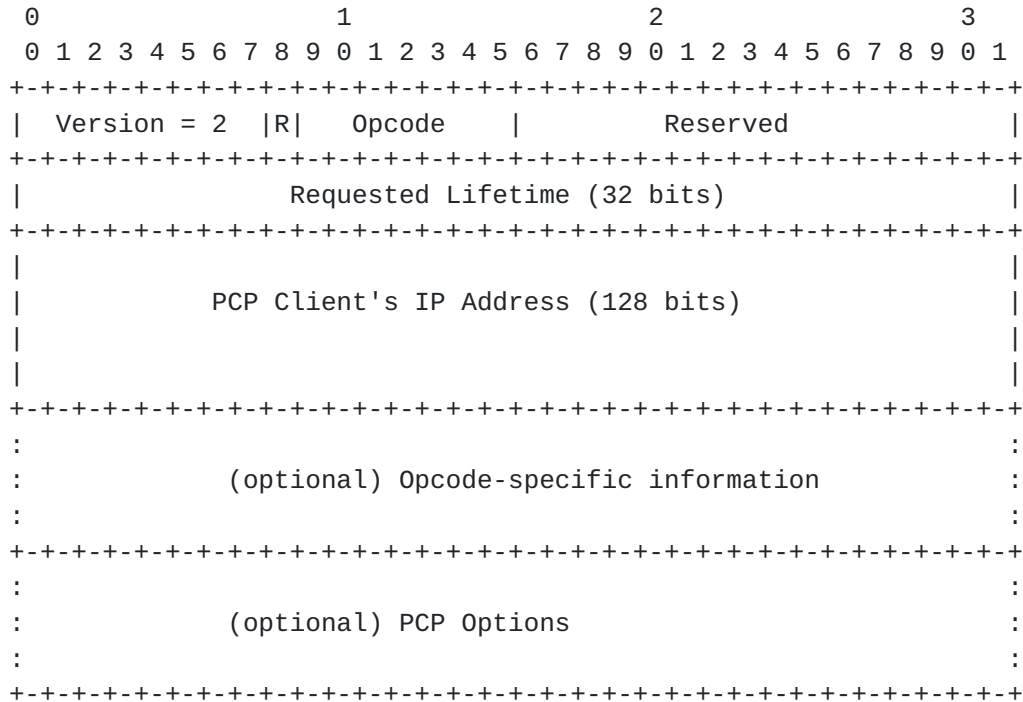 0                   1                   2                   3
 0 1 2 3 4 5 6 7 8 9 0 1 2 3 4 5 6 7 8 9 0 1 2 3 4 5 6 7 8 9 0 1
+-+-+-+-+-+-+-+-+-+-+-+-+-+-+-+-+-+-+-+-+-+-+-+-+-+-+-+-+-+-+-+-+
|  Version = 2  |R|   Opcode    |         Reserved              |
+-+-+-+-+-+-+-+-+-+-+-+-+-+-+-+-+-+-+-+-+-+-+-+-+-+-+-+-+-+-+-+-+
|                 Requested Lifetime (32 bits)                  |
+-+-+-+-+-+-+-+-+-+-+-+-+-+-+-+-+-+-+-+-+-+-+-+-+-+-+-+-+-+-+-+-+
|                                                               |
|            PCP Client's IP Address (128 bits)                 |
|                                                               |
|                                                               |
+-+-+-+-+-+-+-+-+-+-+-+-+-+-+-+-+-+-+-+-+-+-+-+-+-+-+-+-+-+-+-+-+
:                                                               :
:             (optional) Opcode-specific information            :
:                                                               :
+-+-+-+-+-+-+-+-+-+-+-+-+-+-+-+-+-+-+-+-+-+-+-+-+-+-+-+-+-+-+-+-+
:                                                               :
:             (optional) PCP Options                            :
:                                                               :
+-+-+-+-+-+-+-+-+-+-+-+-+-+-+-+-+-+-+-+-+-+-+-+-+-+-+-+-+-+-+-+-+